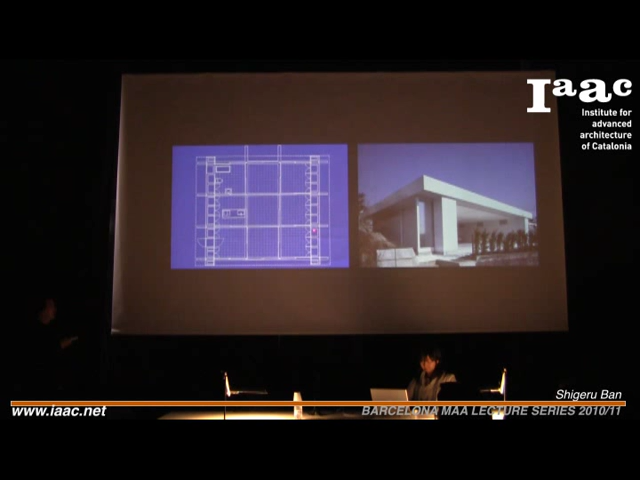 Iaac
Institute for
advanced
architecture
of Catalonia
Shigeru Ban
www.iaac.net
BARCELONA MAA LECTURE SERIES 2010/11